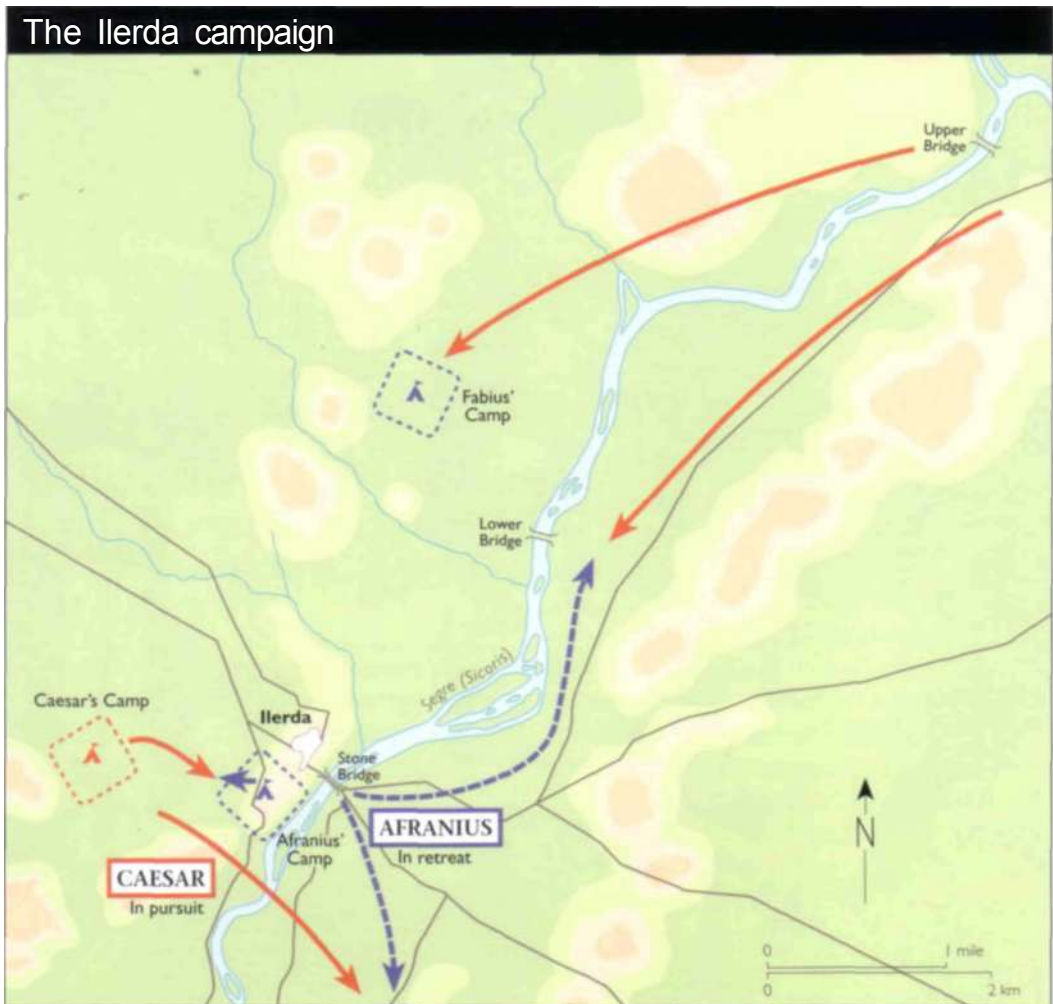 The Ilerda campaign
Upper
Bridge
Fabius'
Camp
Lower
Bridge
Segre (Sicoris)
Caesar's Camp
Ilerda
Stone
Bridge
AFRANIUS
In retreat
Afranius'
Camp
CAESAR
In pursuit
N
0 1 mile
0 2 km